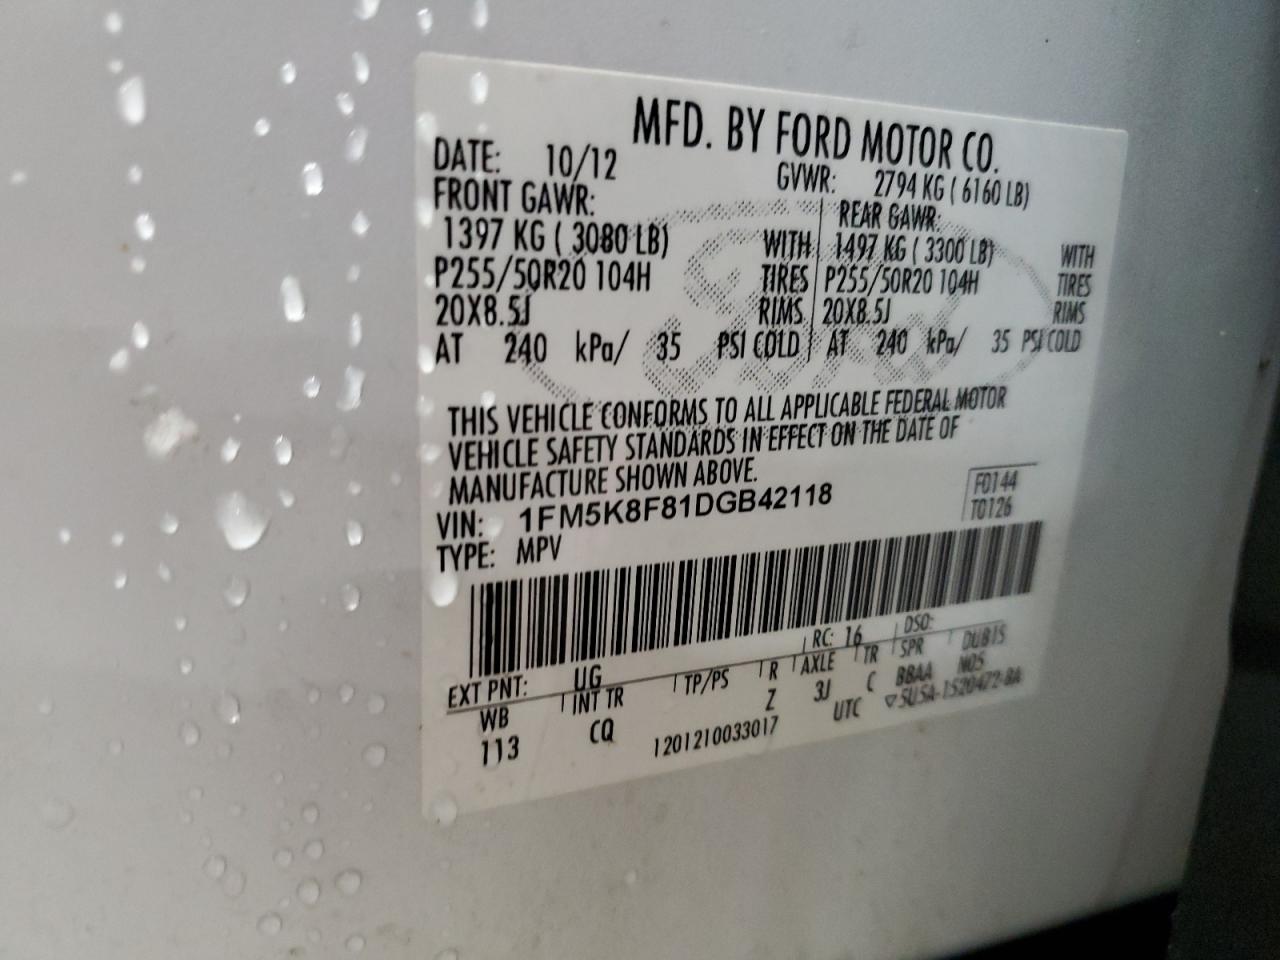 MFD. BY FORD MOTOR CO.
DATE: 10/12 GVWR: 2794 KG ( 6160 LB)
FRONT GAWR: REAR GAWR:
1397 KG ( 3080 LB) WITH 1497 KG ( 3300 LB) WITH
P255/50R20 104H TIRES P255/50R20 104H TIRES
20X8.5J RIMS 20X8.5J RIMS
AT 240 kPa/ 35 PSI COLD AT 240 kPa/ 35 PSI COLD
THIS VEHICLE CONFORMS TO ALL APPLICABLE FEDERAL MOTOR
VEHICLE SAFETY STANDARDS IN EFFECT ON THE DATE OF
MANUFACTURE SHOWN ABOVE.
VIN: 1FM5K8F81DGB42118 F0144
TYPE: MPV T0126
EXT PNT: UG RC: 16 DSO:
WB INT TR TP/PS R AXLE TR SPR DUBIS
113 CQ Z 3J C BBAA NOS
1201210033017 UTC ▽5U5A-1520472-BA